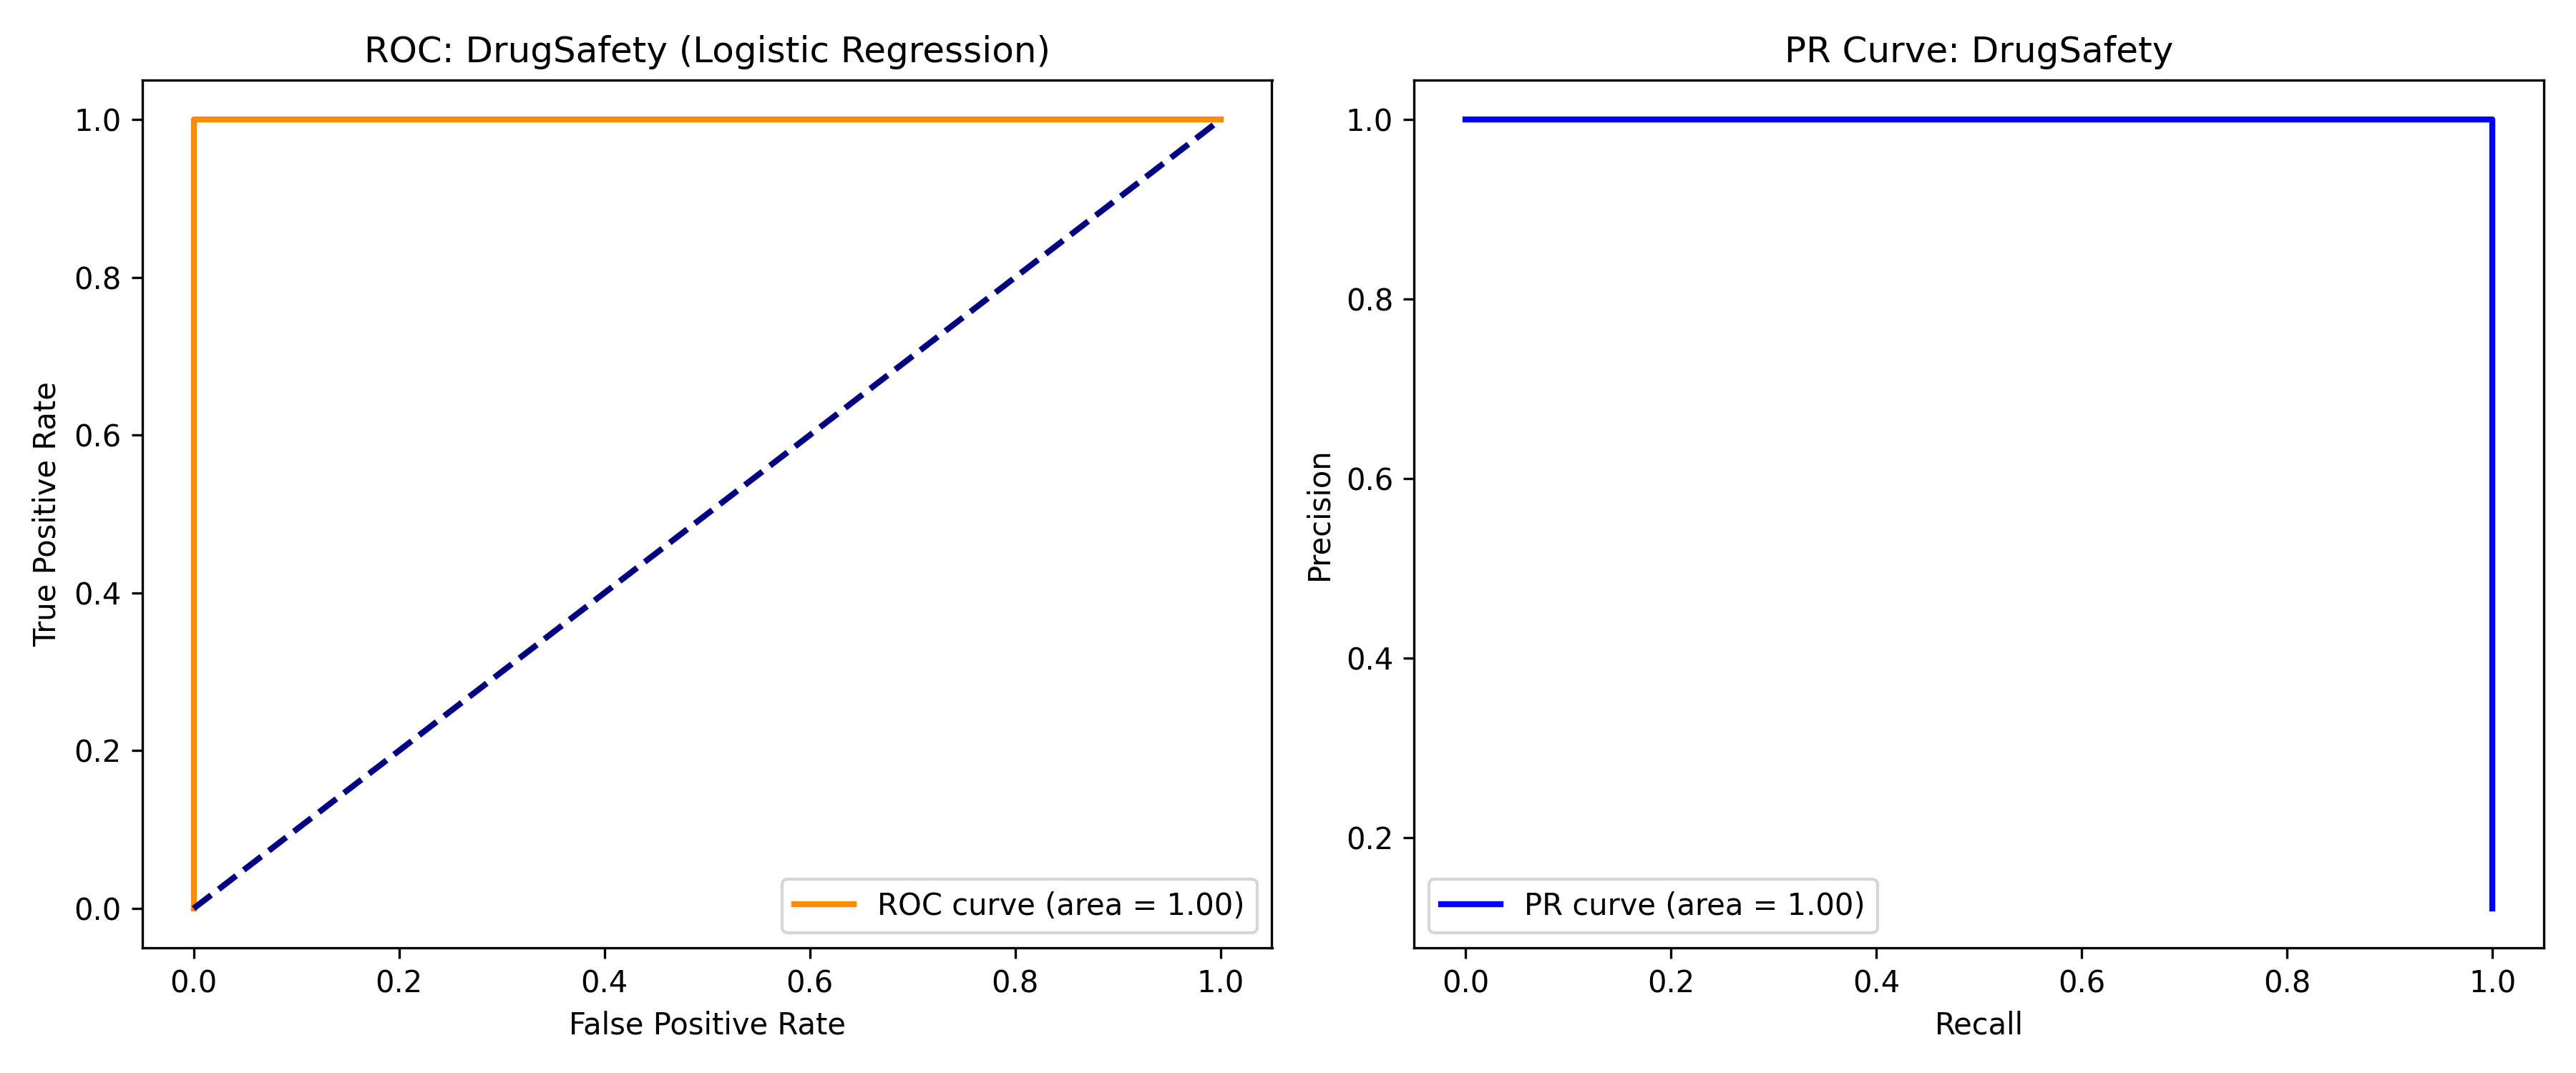 ROC: DrugSafety (Logistic Regression)
True Positive Rate
1.0
0.8
0.6
0.4
0.2
0.0
0.0 0.2 0.4 0.6 0.8 1.0
False Positive Rate
ROC curve (area = 1.00)
PR Curve: DrugSafety
Precision
1.0
0.8
0.6
0.4
0.2
0.0 0.2 0.4 0.6 0.8 1.0
Recall
PR curve (area = 1.00)